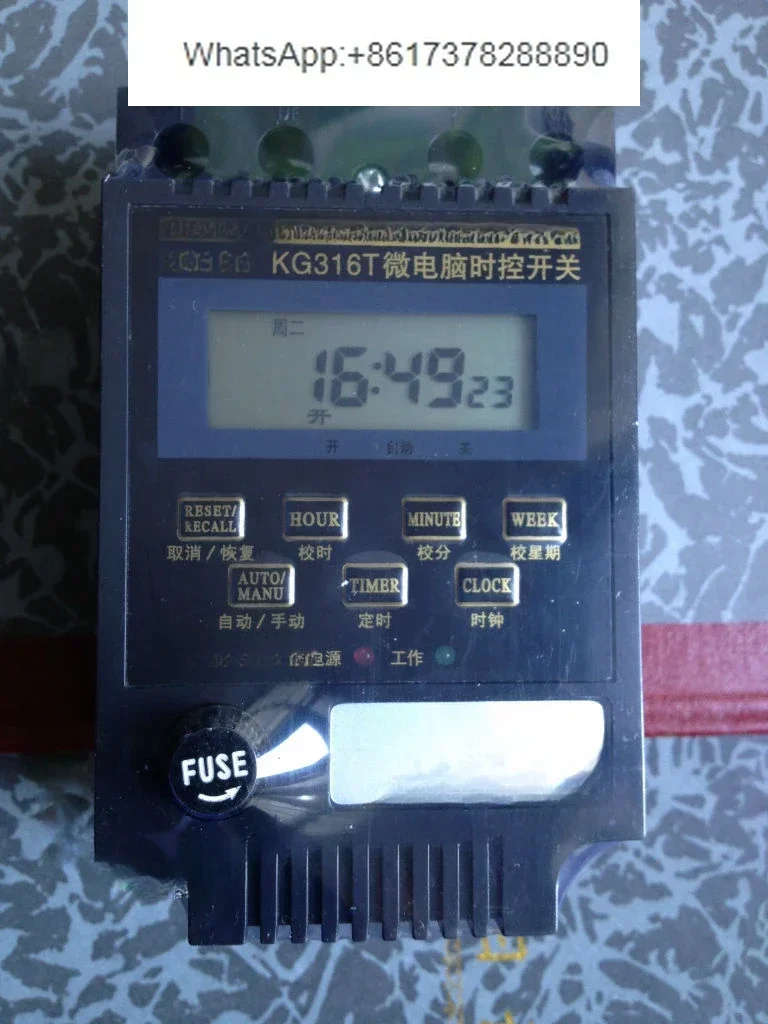 WhatsApp:+8617378288890
KG316T微电脑时控开关
周二
16:49 23
开
开 自动 关
RESET/RECALL HOUR MINUTE WEEK
取消/恢复 校时 校分 校星期
AUTO/MANU TIMER CLOCK
自动/手动 定时 时钟
电源 工作
FUSE